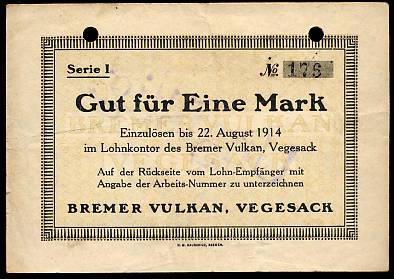 Serie I
№ 176
Gut für Eine Mark
Einzulösen bis 22. August 1914
im Lohnkontor des Bremer Vulkan, Vegesack
Auf der Rückseite vom Lohn-Empfänger mit
Angabe der Arbeits-Nummer zu unterzeichnen
BREMER VULKAN, VEGESACK